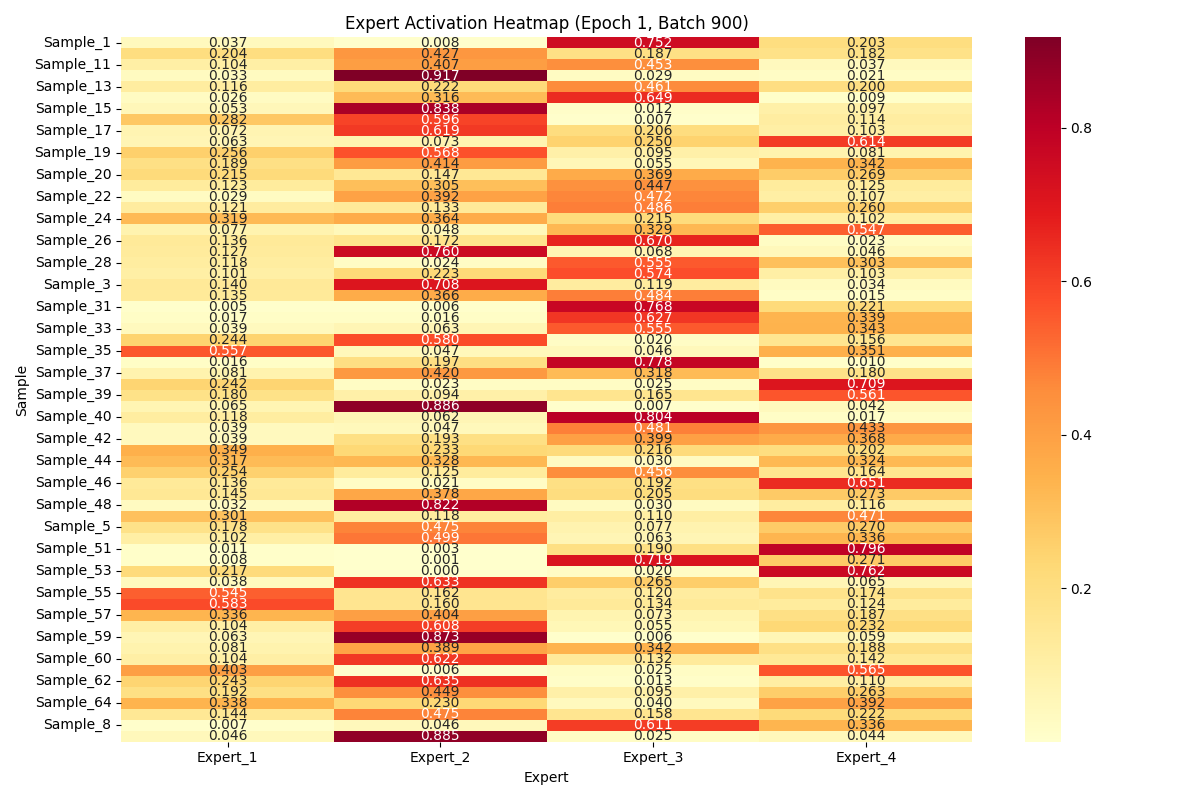 Expert Activation Heatmap (Epoch 1, Batch 900)
Sample_1 0.037 0.008 0.752 0.203
0.204 0.427 0.187 0.182
Sample_11 0.104 0.407 0.453 0.037
0.033 0.917 0.029 0.021
Sample_13 0.116 0.222 0.461 0.200
0.026 0.316 0.649 0.009
Sample_15 0.053 0.838 0.012 0.097
0.282 0.596 0.007 0.114
Sample_17 0.072 0.619 0.206 0.103
0.063 0.073 0.250 0.614
Sample_19 0.256 0.568 0.095 0.081
0.189 0.414 0.055 0.342
Sample_20 0.215 0.147 0.369 0.269
0.123 0.305 0.447 0.125
Sample_22 0.029 0.392 0.472 0.107
0.121 0.133 0.486 0.260
Sample_24 0.319 0.364 0.215 0.102
0.077 0.048 0.329 0.547
Sample_26 0.136 0.172 0.670 0.023
0.127 0.760 0.068 0.046
Sample_28 0.118 0.024 0.555 0.303
0.101 0.223 0.574 0.103
Sample_3 0.140 0.708 0.119 0.034
0.135 0.366 0.484 0.015
Sample_31 0.005 0.006 0.768 0.221
0.017 0.016 0.627 0.339
Sample_33 0.039 0.063 0.555 0.343
0.244 0.580 0.020 0.156
Sample_35 0.557 0.047 0.046 0.351
0.016 0.197 0.778 0.010
Sample_37 0.081 0.420 0.318 0.180
0.242 0.023 0.025 0.709
Sample_39 0.180 0.094 0.165 0.561
0.065 0.886 0.007 0.042
Sample_40 0.118 0.062 0.804 0.017
0.039 0.047 0.481 0.433
Sample_42 0.039 0.193 0.399 0.368
0.349 0.233 0.216 0.202
Sample_44 0.317 0.328 0.030 0.324
0.254 0.125 0.456 0.164
Sample_46 0.136 0.021 0.192 0.651
0.145 0.378 0.205 0.273
Sample_48 0.032 0.822 0.030 0.116
0.301 0.118 0.110 0.471
Sample_5 0.178 0.475 0.077 0.270
0.102 0.499 0.063 0.336
Sample_51 0.011 0.003 0.190 0.796
0.008 0.001 0.719 0.271
Sample_53 0.217 0.000 0.020 0.762
0.038 0.633 0.265 0.065
Sample_55 0.545 0.162 0.120 0.174
0.583 0.160 0.134 0.124
Sample_57 0.336 0.404 0.073 0.187
0.104 0.608 0.055 0.232
Sample_59 0.063 0.873 0.006 0.059
0.081 0.389 0.342 0.188
Sample_60 0.104 0.622 0.132 0.142
0.403 0.006 0.025 0.565
Sample_62 0.243 0.635 0.013 0.110
0.192 0.449 0.095 0.263
Sample_64 0.338 0.230 0.040 0.392
0.144 0.475 0.158 0.222
Sample_8 0.007 0.046 0.611 0.336
0.046 0.885 0.025 0.044
Expert_1 Expert_2 Expert_3 Expert_4
Expert
Sample
0.8
0.6
0.4
0.2